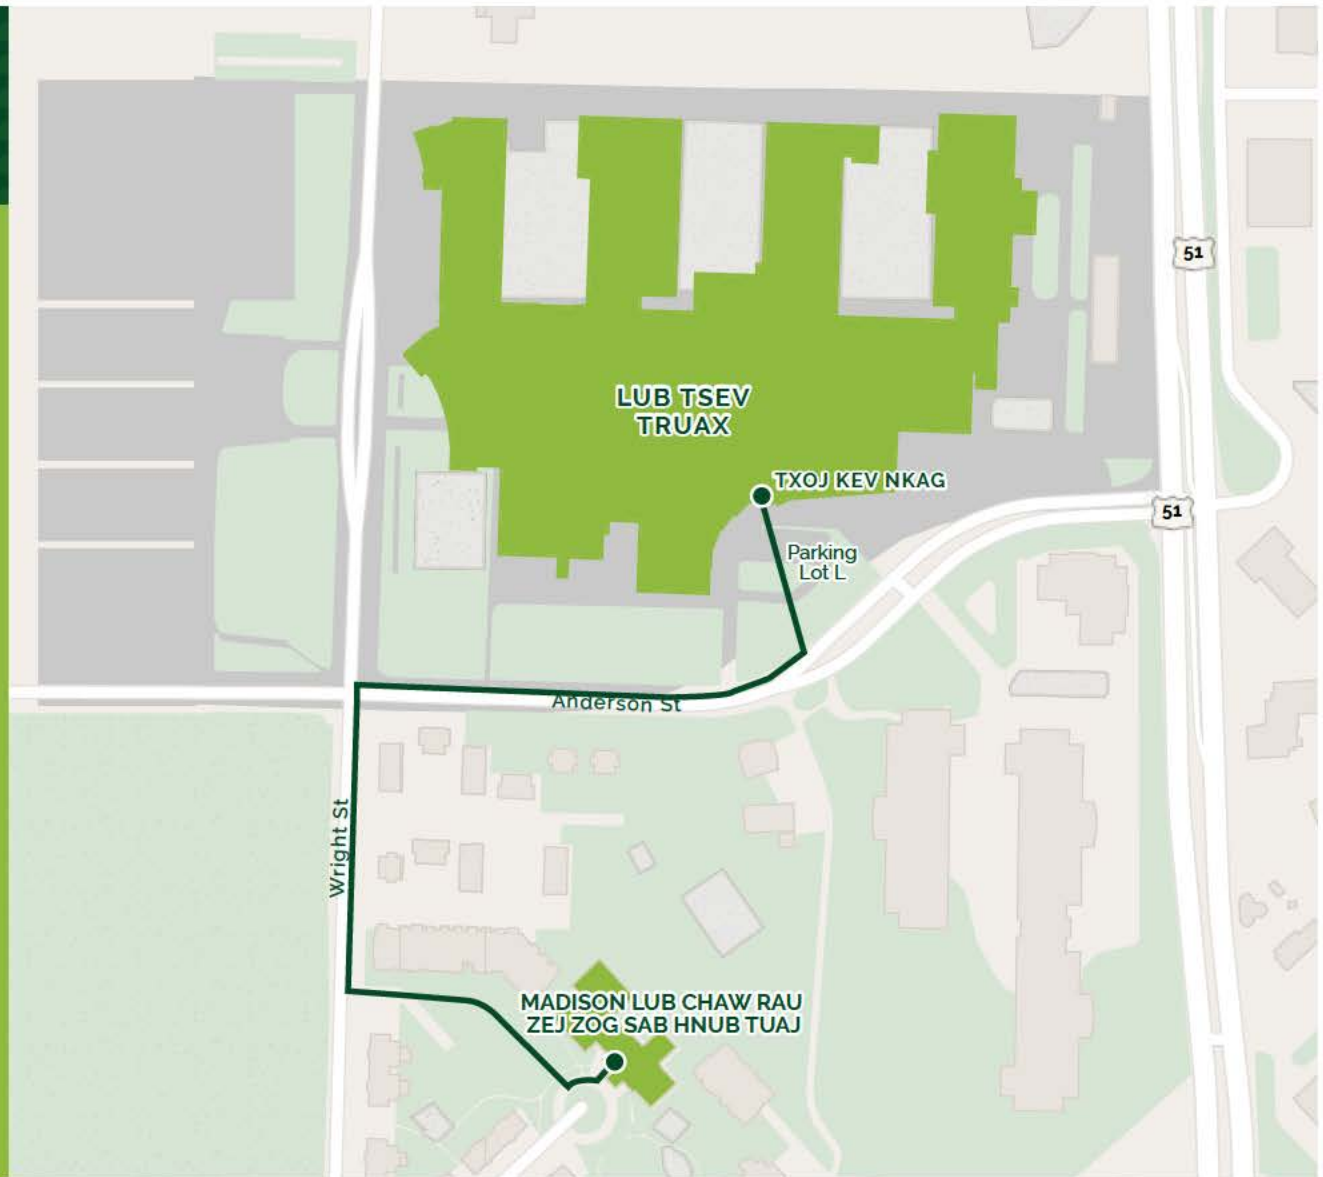 51
LUB TSEV
TRUAX
TXOJ KEV NKAG
51
Parking
Lot L
Anderson St
Wright St
MADISON LUB CHAW RAU
ZEJ ZOG SAB HNUB TUAJ